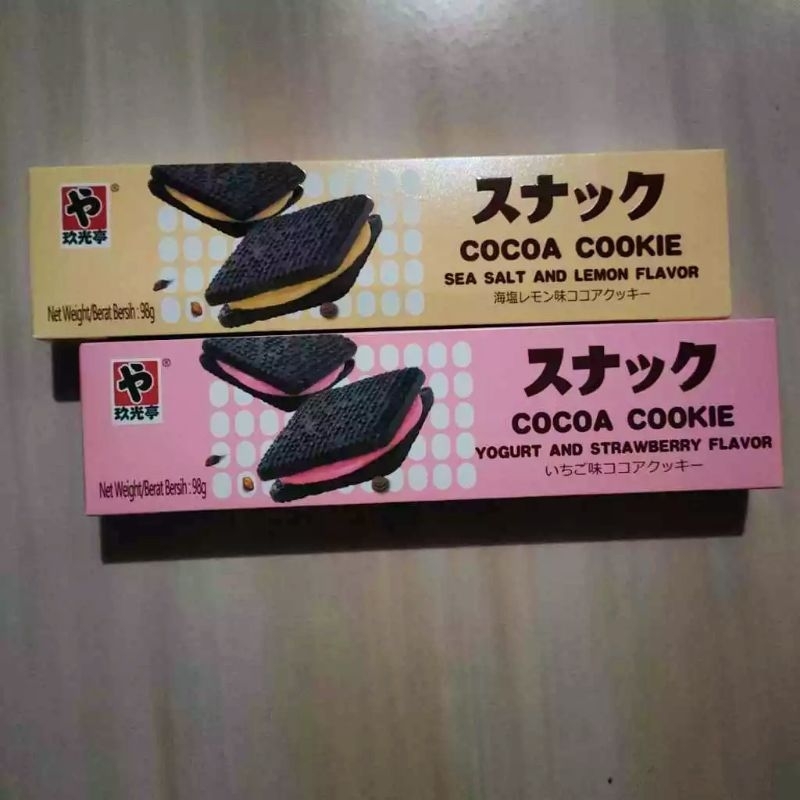 や
®
玖光亭
スナック
COCOA COOKIE
SEA SALT AND LEMON FLAVOR
海塩レモン味ココアクッキー
Net Weight/Berat Bersih : 98g
や
®
玖光亭
スナック
COCOA COOKIE
YOGURT AND STRAWBERRY FLAVOR
いちご味ココアクッキー
Net Weight/Berat Bersih : 98g